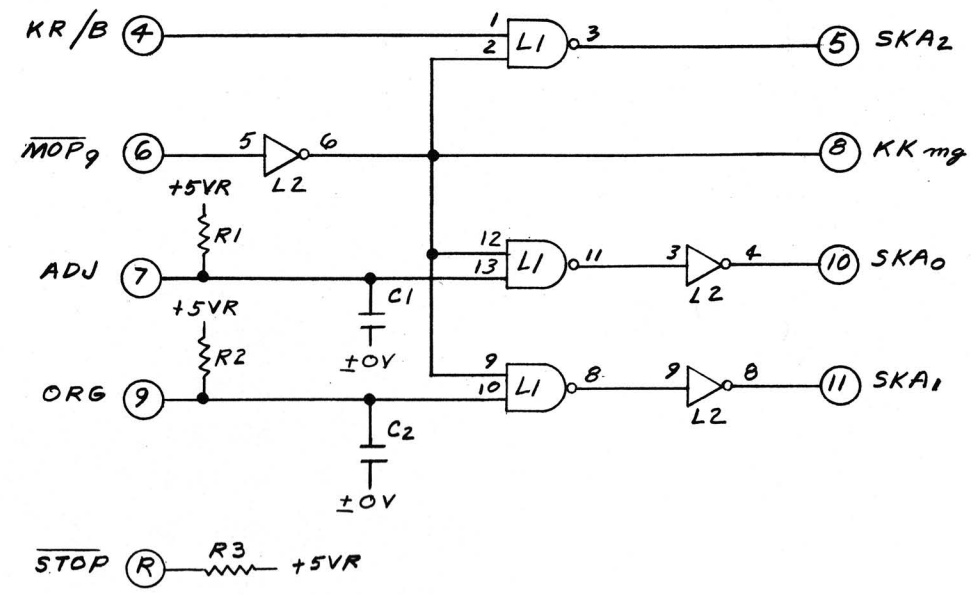 KR/B 4 1 2 L1 3 5 SKA2
MOP9 6 5 6 L2 8 KKmg
+5VR
R1
ADJ 7 12 13 L1 11 3 4 L2 10 SKA0
C1
±0V
+5VR
R2
ORG 9 9 10 L1 8 9 8 L2 11 SKA1
C2
±0V
STOP R R3 +5VR